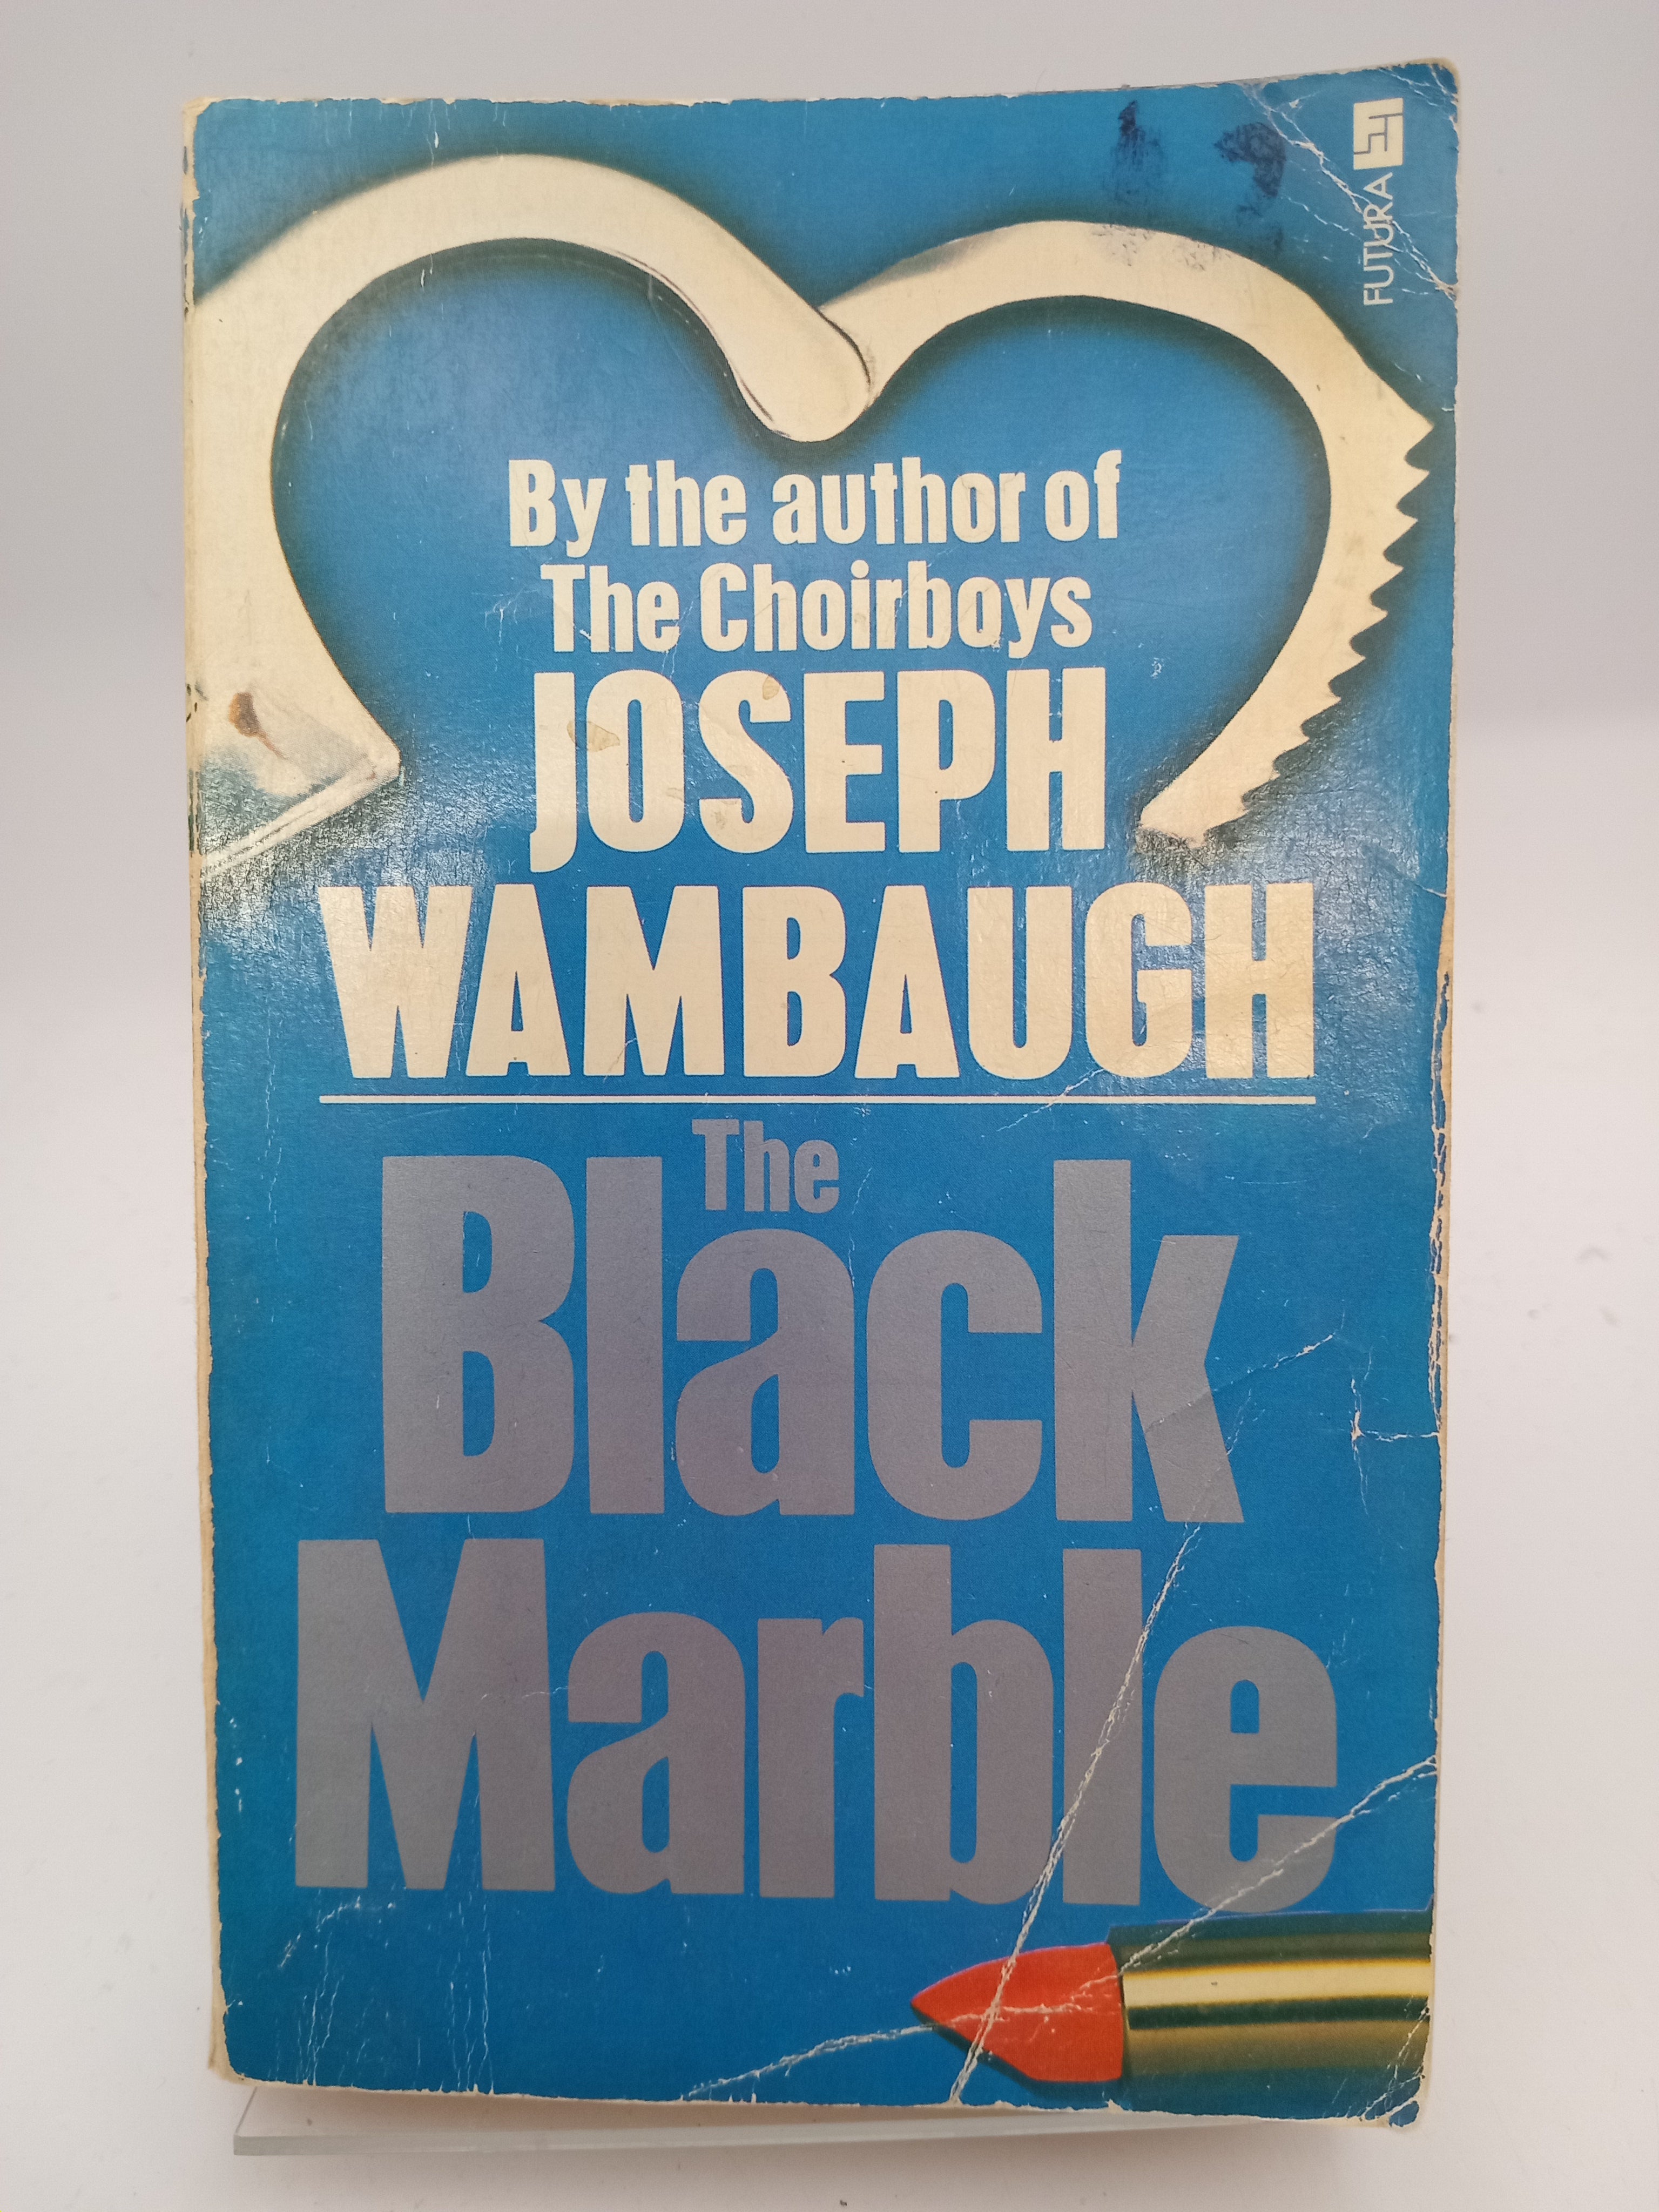 FUTURA
By the author of
The Choirboys
JOSEPH
WAMBAUGH
The
Black
Marble